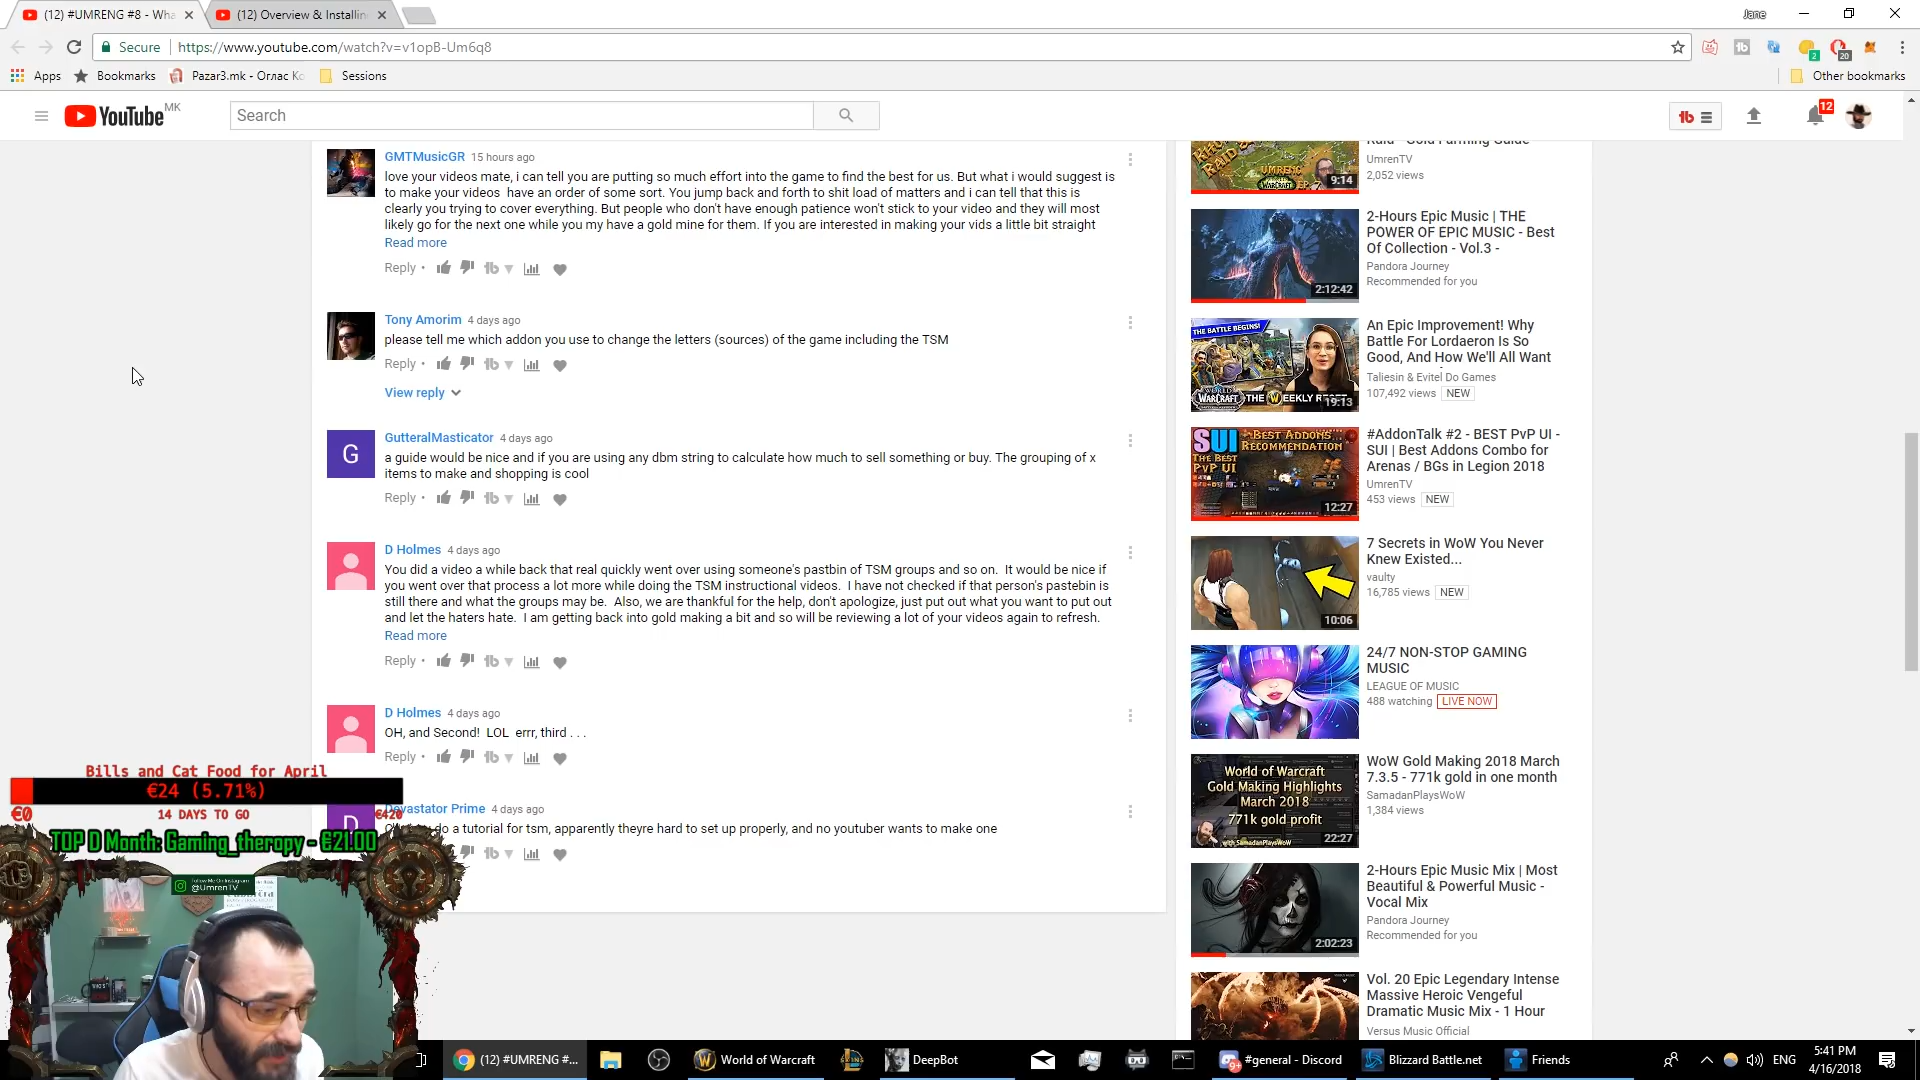 (12) #UMRENG #8 - Wha
(12) Overview & Installin
Jane
Secure
https://www.youtube.com/watch?v=v1opB-Um6q8
2
20
Apps
Bookmarks
Pazar3.mk - Оглас Ко
Sessions
Other bookmarks
YouTube MK
Search
12
GMTMusicGR 15 hours ago
love your videos mate, i can tell you are putting so much effort into the game to find the best for us. But what i would suggest is
to make your videos have an order of some sort. You jump back and forth to shit load of matters and i can tell that this is
clearly you trying to cover everything. But people who don't have enough patience won't stick to your video and they will most
likely go for the next one while you my have a gold mine for them. If you are interested in making your vids a little bit straight
Read more
Reply
Tony Amorim 4 days ago
please tell me which addon you use to change the letters (sources) of the game including the TSM
Reply
View reply
G
GutteralMasticator 4 days ago
a guide would be nice and if you are using any dbm string to calculate how much to sell something or buy. The grouping of x
items to make and shopping is cool
Reply
D Holmes 4 days ago
You did a video a while back that real quickly went over using someone's pastbin of TSM groups and so on. It would be nice if
you went over that process a lot more while doing the TSM instructional videos. I have not checked if that person's pastebin is
still there and what the groups may be. Also, we are thankful for the help, don't apologize, just put out what you want to put out
and let the haters hate. I am getting back into gold making a bit and so will be reviewing a lot of your videos again to refresh.
Read more
Reply
D Holmes 4 days ago
OH, and Second! LOL errr, third . . .
Reply
D
Devastator Prime 4 days ago
do a tutorial for tsm, apparently theyre hard to set up properly, and no youtuber wants to make one
Raid - Gold Farming Guide
UmrenTV
2,052 views
9:14
2-Hours Epic Music | THE
POWER OF EPIC MUSIC - Best
Of Collection - Vol.3 -
Pandora Journey
Recommended for you
2:12:42
THE BATTLE BEGINS!
WORLD OF WARCRAFT
THE WEEKLY RESET
19:13
An Epic Improvement! Why
Battle For Lordaeron Is So
Good, And How We'll All Want
Taliesin & Evitel Do Games
107,492 views NEW
SUI
THE BEST
PVP UI
BEST ADDONS
RECOMMENDATION
12:27
#AddonTalk #2 - BEST PvP UI -
SUI | Best Addons Combo for
Arenas / BGs in Legion 2018
UmrenTV
453 views NEW
7 Secrets in WoW You Never
Knew Existed...
vaulty
16,785 views NEW
10:06
24/7 NON-STOP GAMING
MUSIC
LEAGUE OF MUSIC
488 watching LIVE NOW
World of Warcraft
Gold Making Highlights
March 2018
771k gold profit
with SamadanPlaysWoW
22:27
WoW Gold Making 2018 March
7.3.5 - 771k gold in one month
SamadanPlaysWoW
1,384 views
2-Hours Epic Music Mix | Most
Beautiful & Powerful Music -
Vocal Mix
Pandora Journey
Recommended for you
2:02:23
Vol. 20 Epic Legendary Intense
Massive Heroic Vengeful
Dramatic Music Mix - 1 Hour
Versus Music Official
Bills and Cat Food for April
€24 (5.71%)
€0
14 DAYS TO GO
€420
TOP D Month: Gaming_theropy - €21.00
Follow Me On Instagram
@UmrenTV
(12) #UMRENG #...
World of Warcraft
DeepBot
9+
#general - Discord
Blizzard Battle.net
Friends
ENG
5:41 PM
4/16/2018